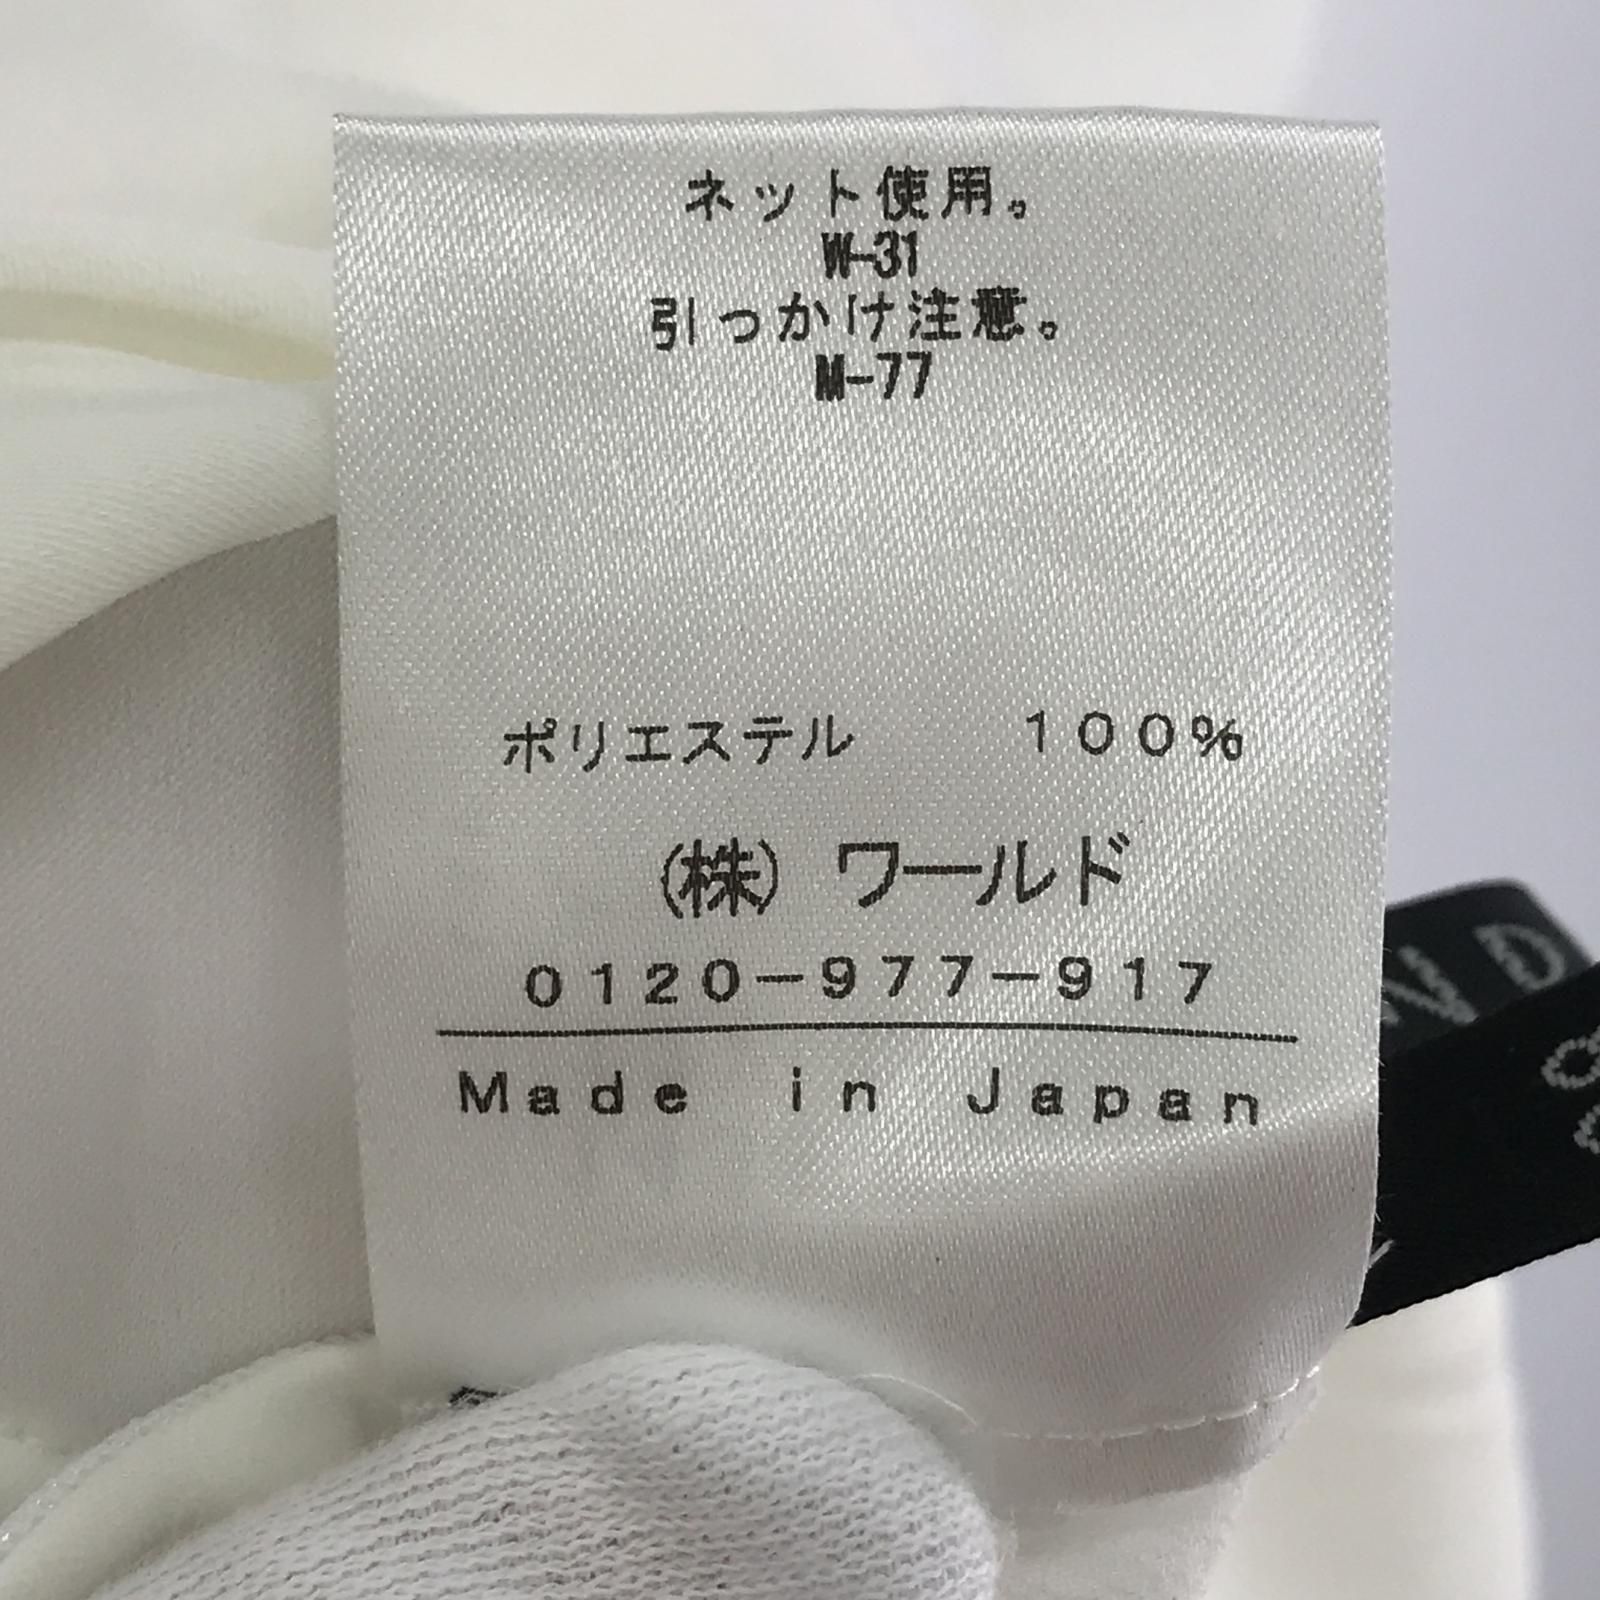 ネット使用。
W-31
引っかけ注意。
M-77
ポリエステル 100%
(株) ワールド
0120-977-917
Made in Japan